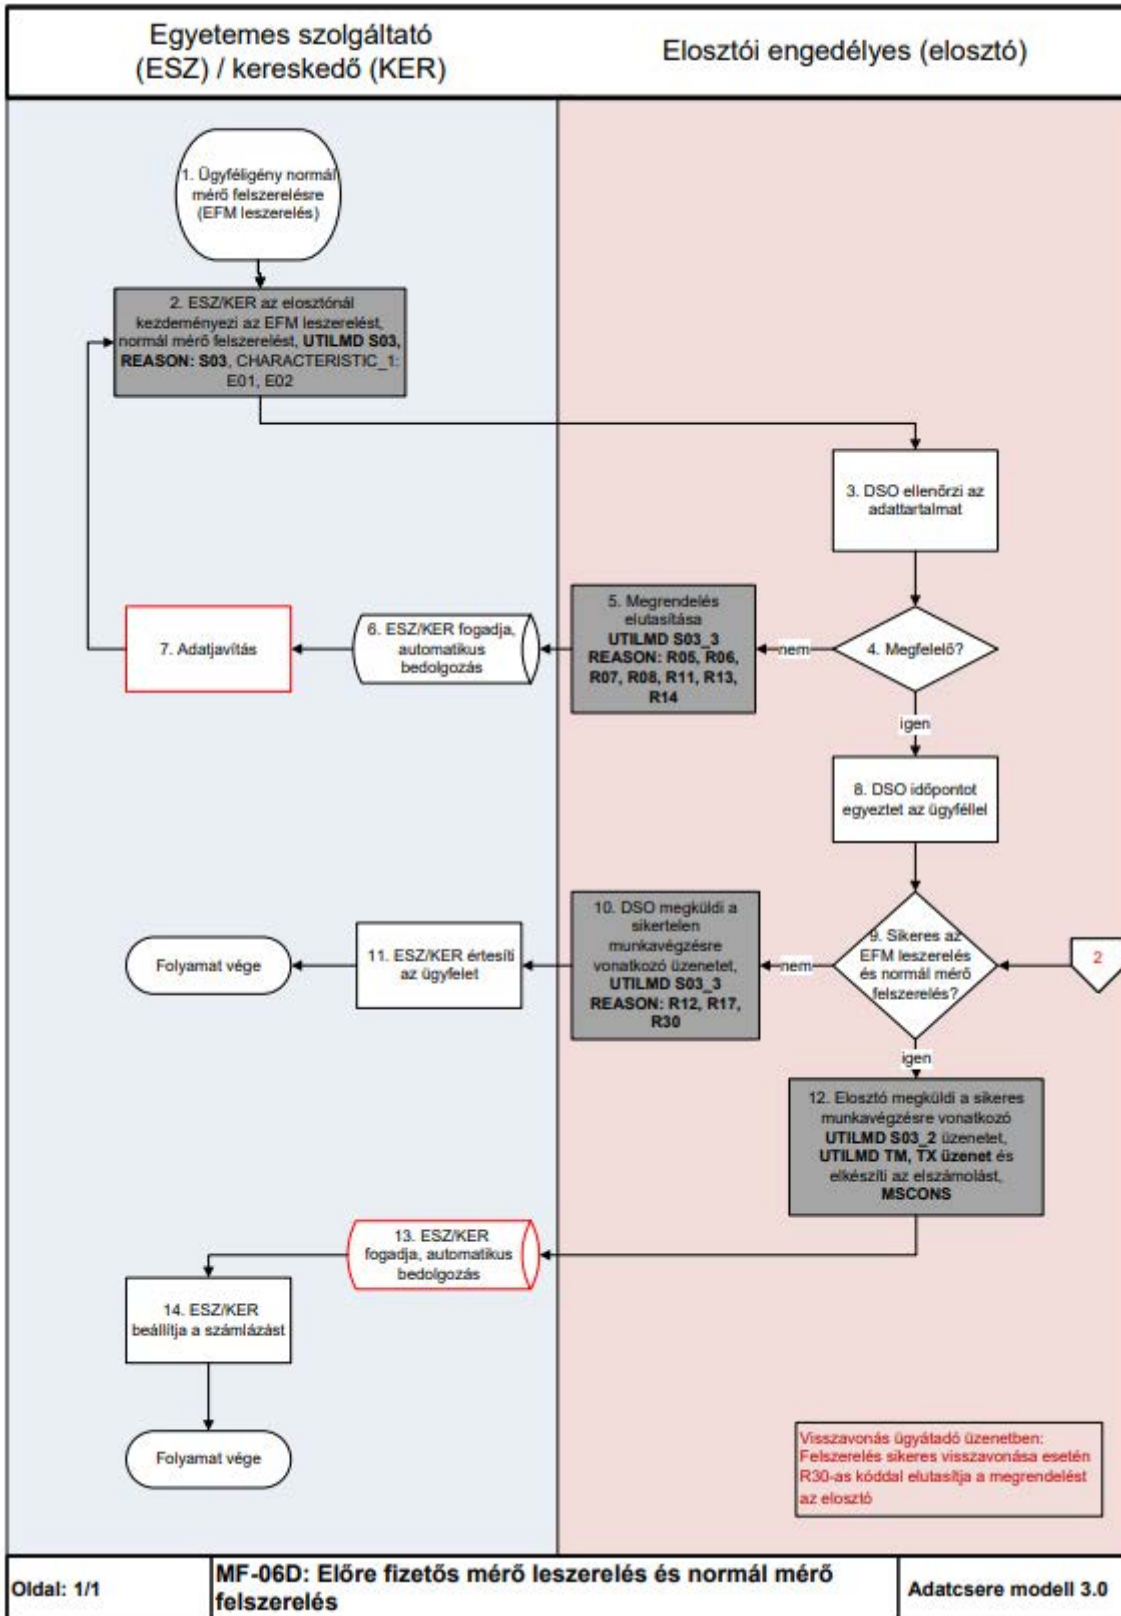 Egyetemes szolgáltató
(ESZ) / kereskedő (KER)
Elosztói engedélyes (elosztó)
1. Ügyféligény normál
mérő felszerelésre
(EFM leszerelés)
2. ESZ/KER az elosztónál
kezdeményezi az EFM leszerelést,
normál mérő felszerelést, UTILMD S03,
REASON: S03, CHARACTERISTIC_1:
E01, E02
3. DSO ellenőrzi az
adattartalmat
4. Megfelelő?
nem
5. Megrendelés
elutasítása
UTILMD S03_3
REASON: R05, R06,
R07, R08, R11, R13,
R14
6. ESZ/KER fogadja,
automatikus
bedolgozás
7. Adatjavítás
igen
8. DSO időpontot
egyeztet az ügyféllel
9. Sikeres az
EFM leszerelés
és normál mérő
felszerelés?
2
nem
10. DSO megküldi a
sikertelen
munkavégzésre
vonatkozó üzenetet,
UTILMD S03_3
REASON: R12, R17,
R30
11. ESZ/KER értesíti
az ügyfelet
Folyamat vége
igen
12. Elosztó megküldi a sikeres
munkavégzésre vonatkozó
UTILMD S03_2 üzenetet,
UTILMD TM, TX üzenet és
elkészíti az elszámolást,
MSCONS
13. ESZ/KER
fogadja, automatikus
bedolgozás
14. ESZ/KER
beállítja a számlázást
Folyamat vége
Visszavonás ügyátadó üzenetben:
Felszerelés sikeres visszavonása esetén
R30-as kóddal elutasítja a megrendelést
az elosztó
Oldal: 1/1
MF-06D: Előre fizetős mérő leszerelés és normál mérő
felszerelés
Adatcsere modell 3.0